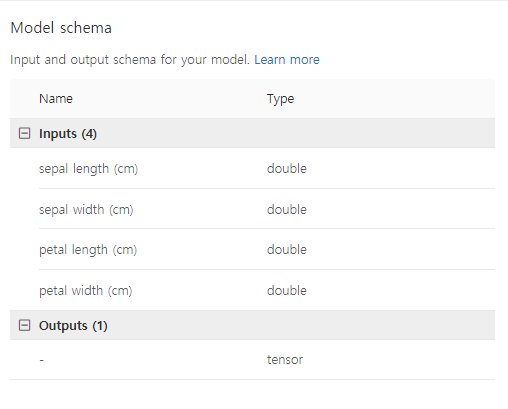 Model schema
Input and output schema for your model. Learn more
Name Type
Inputs (4)
sepal length (cm) double
sepal width (cm) double
petal length (cm) double
petal width (cm) double
Outputs (1)
- tensor